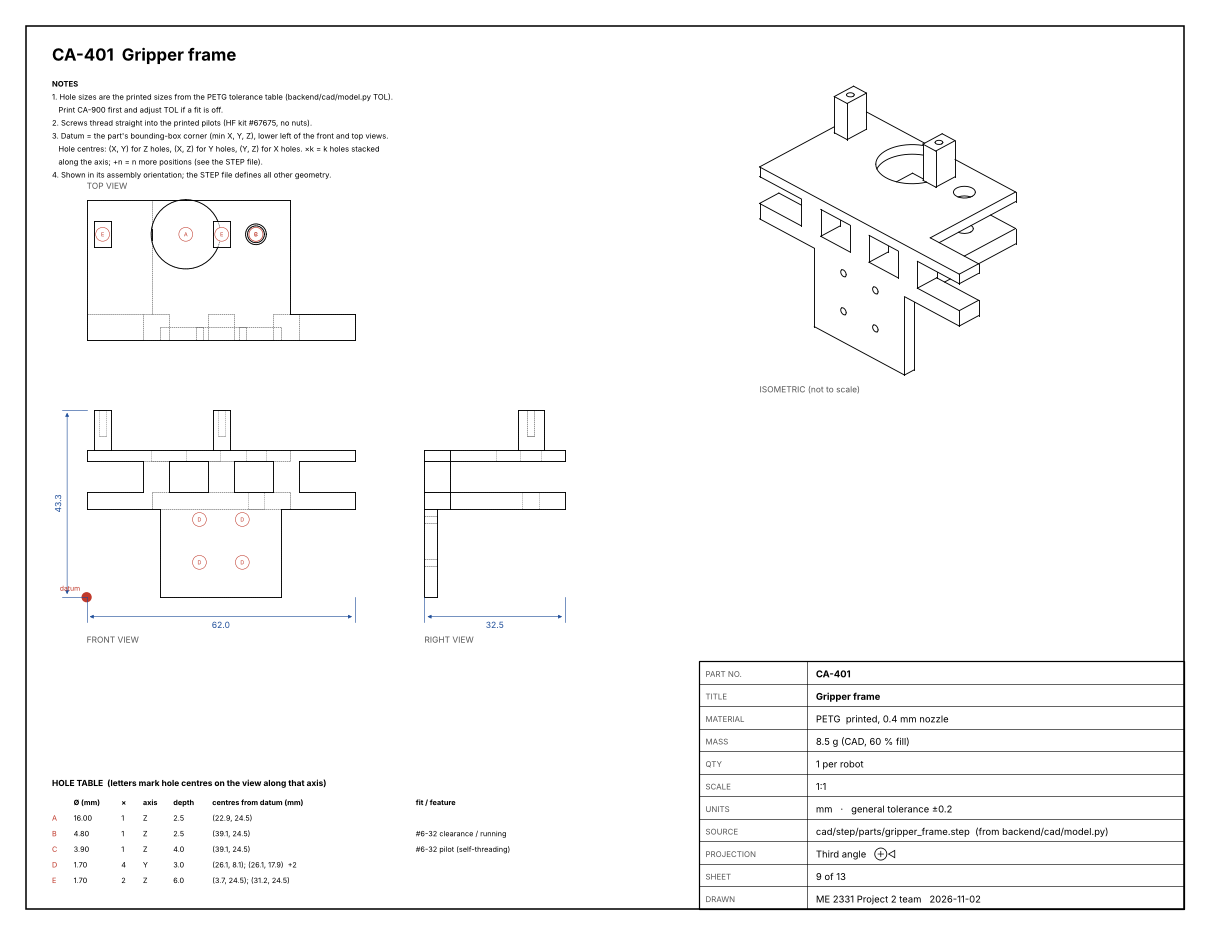 CA-401 Gripper frame
NOTES
1. Hole sizes are the printed sizes from the PETG tolerance table (backend/cad/model.py TOL).
Print CA-900 first and adjust TOL if a fit is off.
2. Screws thread straight into the printed pilots (HF kit #67675, no nuts).
3. Datum = the part's bounding-box corner (min X, Y, Z), lower left of the front and top views.
Hole centres: (X, Y) for Z holes, (X, Z) for Y holes, (Y, Z) for X holes. ×k = k holes stacked
along the axis; +n = n more positions (see the STEP file).
4. Shown in its assembly orientation; the STEP file defines all other geometry.
TOP VIEW
E A E
ISOMETRIC (not to scale)
43.3
D D
D D
datum
62.0
32.5
FRONT VIEW
RIGHT VIEW
PART NO. CA-401
TITLE Gripper frame
MATERIAL PETG printed, 0.4 mm nozzle
MASS 8.5 g (CAD, 60 % fill)
QTY 1 per robot
SCALE 1:1
UNITS mm · general tolerance ±0.2
SOURCE cad/step/parts/gripper_frame.step (from backend/cad/model.py)
PROJECTION Third angle
SHEET 9 of 13
DRAWN ME 2331 Project 2 team 2026-11-02
HOLE TABLE (letters mark hole centres on the view along that axis)
Ø (mm) × axis depth centres from datum (mm) fit / feature
A 16.00 1 Z 2.5 (22.9, 24.5)
B 4.80 1 Z 2.5 (39.1, 24.5) #6-32 clearance / running
C 3.90 1 Z 4.0 (39.1, 24.5) #6-32 pilot (self-threading)
D 1.70 4 Y 3.0 (26.1, 8.1); (26.1, 17.9) +2
E 1.70 2 Z 6.0 (3.7, 24.5); (31.2, 24.5)